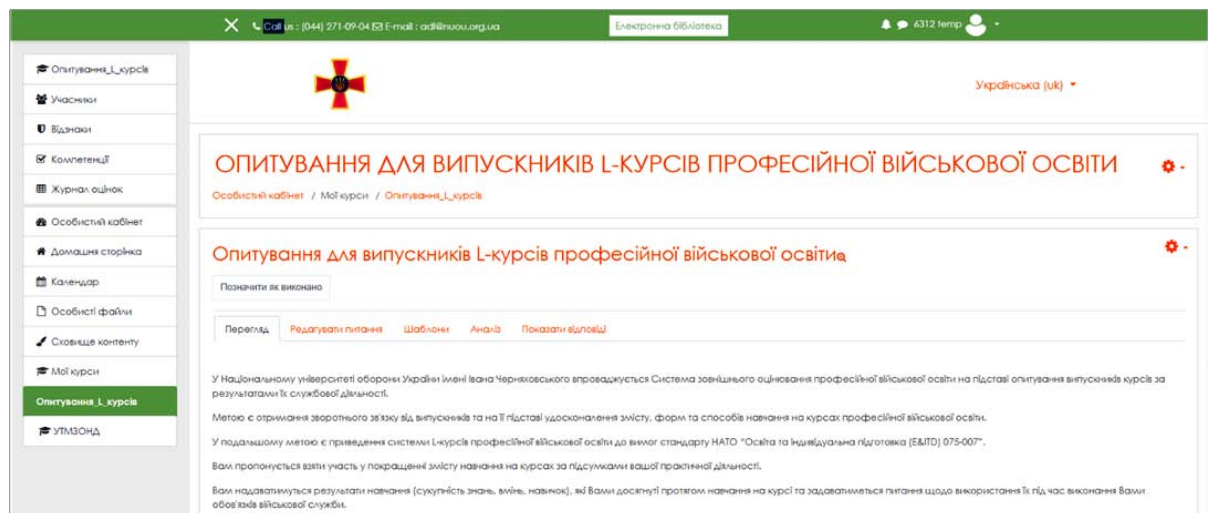 Call us : (044) 271-09-04 E-mail : adl@nuou.org.ua
Електронна бібліотека
6312 temp
Опитування_L_курсів
Учасники
Відзнаки
Компетенції
Журнал оцінок
Особистий кабінет
Домашня сторінка
Календар
Особисті файли
Сховище контенту
Мої курси
Опитування_L_курсів
УТМЗОНД
Українська (uk)
ОПИТУВАННЯ ДЛЯ ВИПУСКНИКІВ L-КУРСІВ ПРОФЕСІЙНОЇ ВІЙСЬКОВОЇ ОСВІТИ
Особистий кабінет / Мої курси / Опитування_L_курсів
Опитування для випускників L-курсів професійної військової освіти
Позначити як виконано
Перегляд Редагувати питання Шаблони Аналіз Показати відповіді
У Національному університеті оборони України імені Івана Черняховського впроваджується Система зовнішнього оцінювання професійної військової освіти на підставі опитування випускників курсів за
результатами їх службової діяльності.
Метою є отримання зворотнього зв'язку від випускників та на її підставі удосконалення змісту, форм та способів навчання на курсах професійної військової освіти.
У подальшому метою є приведення системи L-курсів професійної військової освіти до вимог стандарту НАТО "Освіта та індивідуальна підготовка (E&ITD) 075-007".
Вам пропонується взяти участь у покращенні змісту навчання на курсах за підсумками вашої практичної діяльності.
Вам надаватимуться результати навчання (сукупність знань, вмінь, навичок), які Вами досягнуті протягом навчання на курсі та задаватиметься питання щодо використання їх під час виконання Вами
обов'язків військової служби.